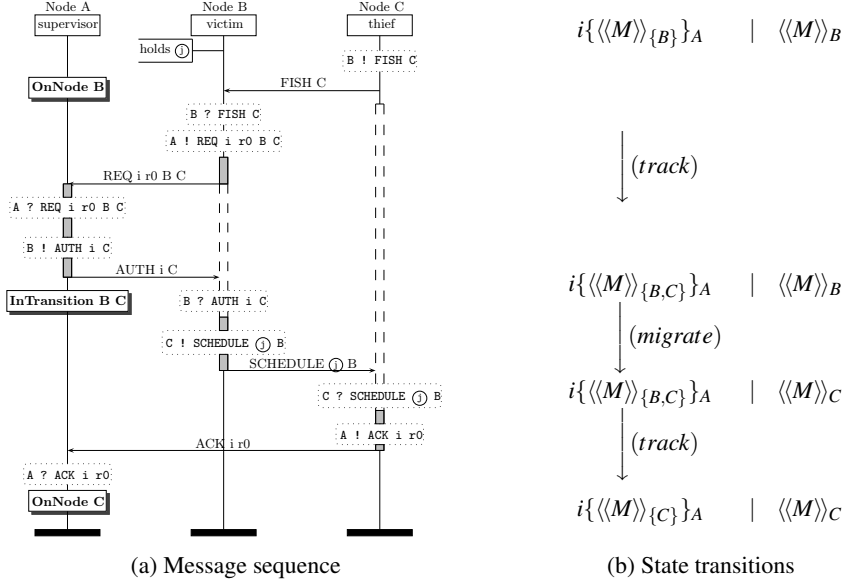 Node A Node B Node C
supervisor victim thief
holds j
B ! FISH C
OnNode B
FISH C
B ? FISH C
A ! REQ i r0 B C
REQ i r0 B C
A ? REQ i r0 B C
B ! AUTH i C
AUTH i C
InTransition B C
B ? AUTH i C
C ! SCHEDULE j B
SCHEDULE j B
C ? SCHEDULE j B
A ! ACK i r0
ACK i r0
A ? ACK i r0
OnNode C
(a) Message sequence
i{⟨⟨M⟩⟩{B}}A | ⟨⟨M⟩⟩B
(track)
i{⟨⟨M⟩⟩{B,C}}A | ⟨⟨M⟩⟩B
(migrate)
i{⟨⟨M⟩⟩{B,C}}A | ⟨⟨M⟩⟩C
(track)
i{⟨⟨M⟩⟩{C}}A | ⟨⟨M⟩⟩C
(b) State transitions